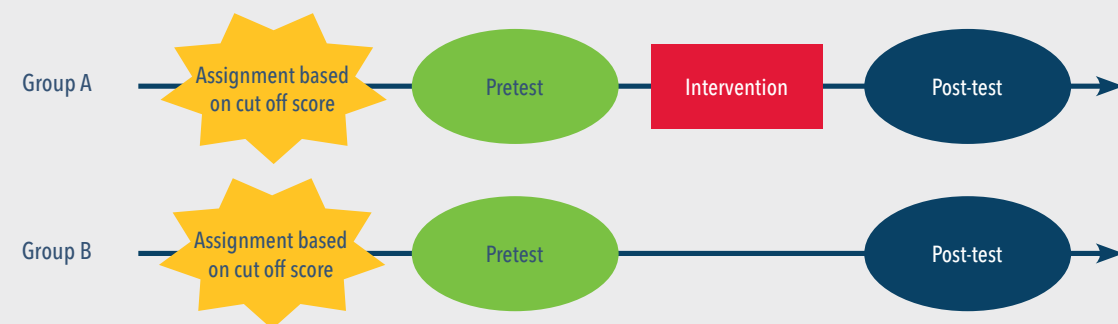 Group A
Assignment based
on cut off score
Pretest
Intervention
Post-test
Group B
Assignment based
on cut off score
Pretest
Post-test